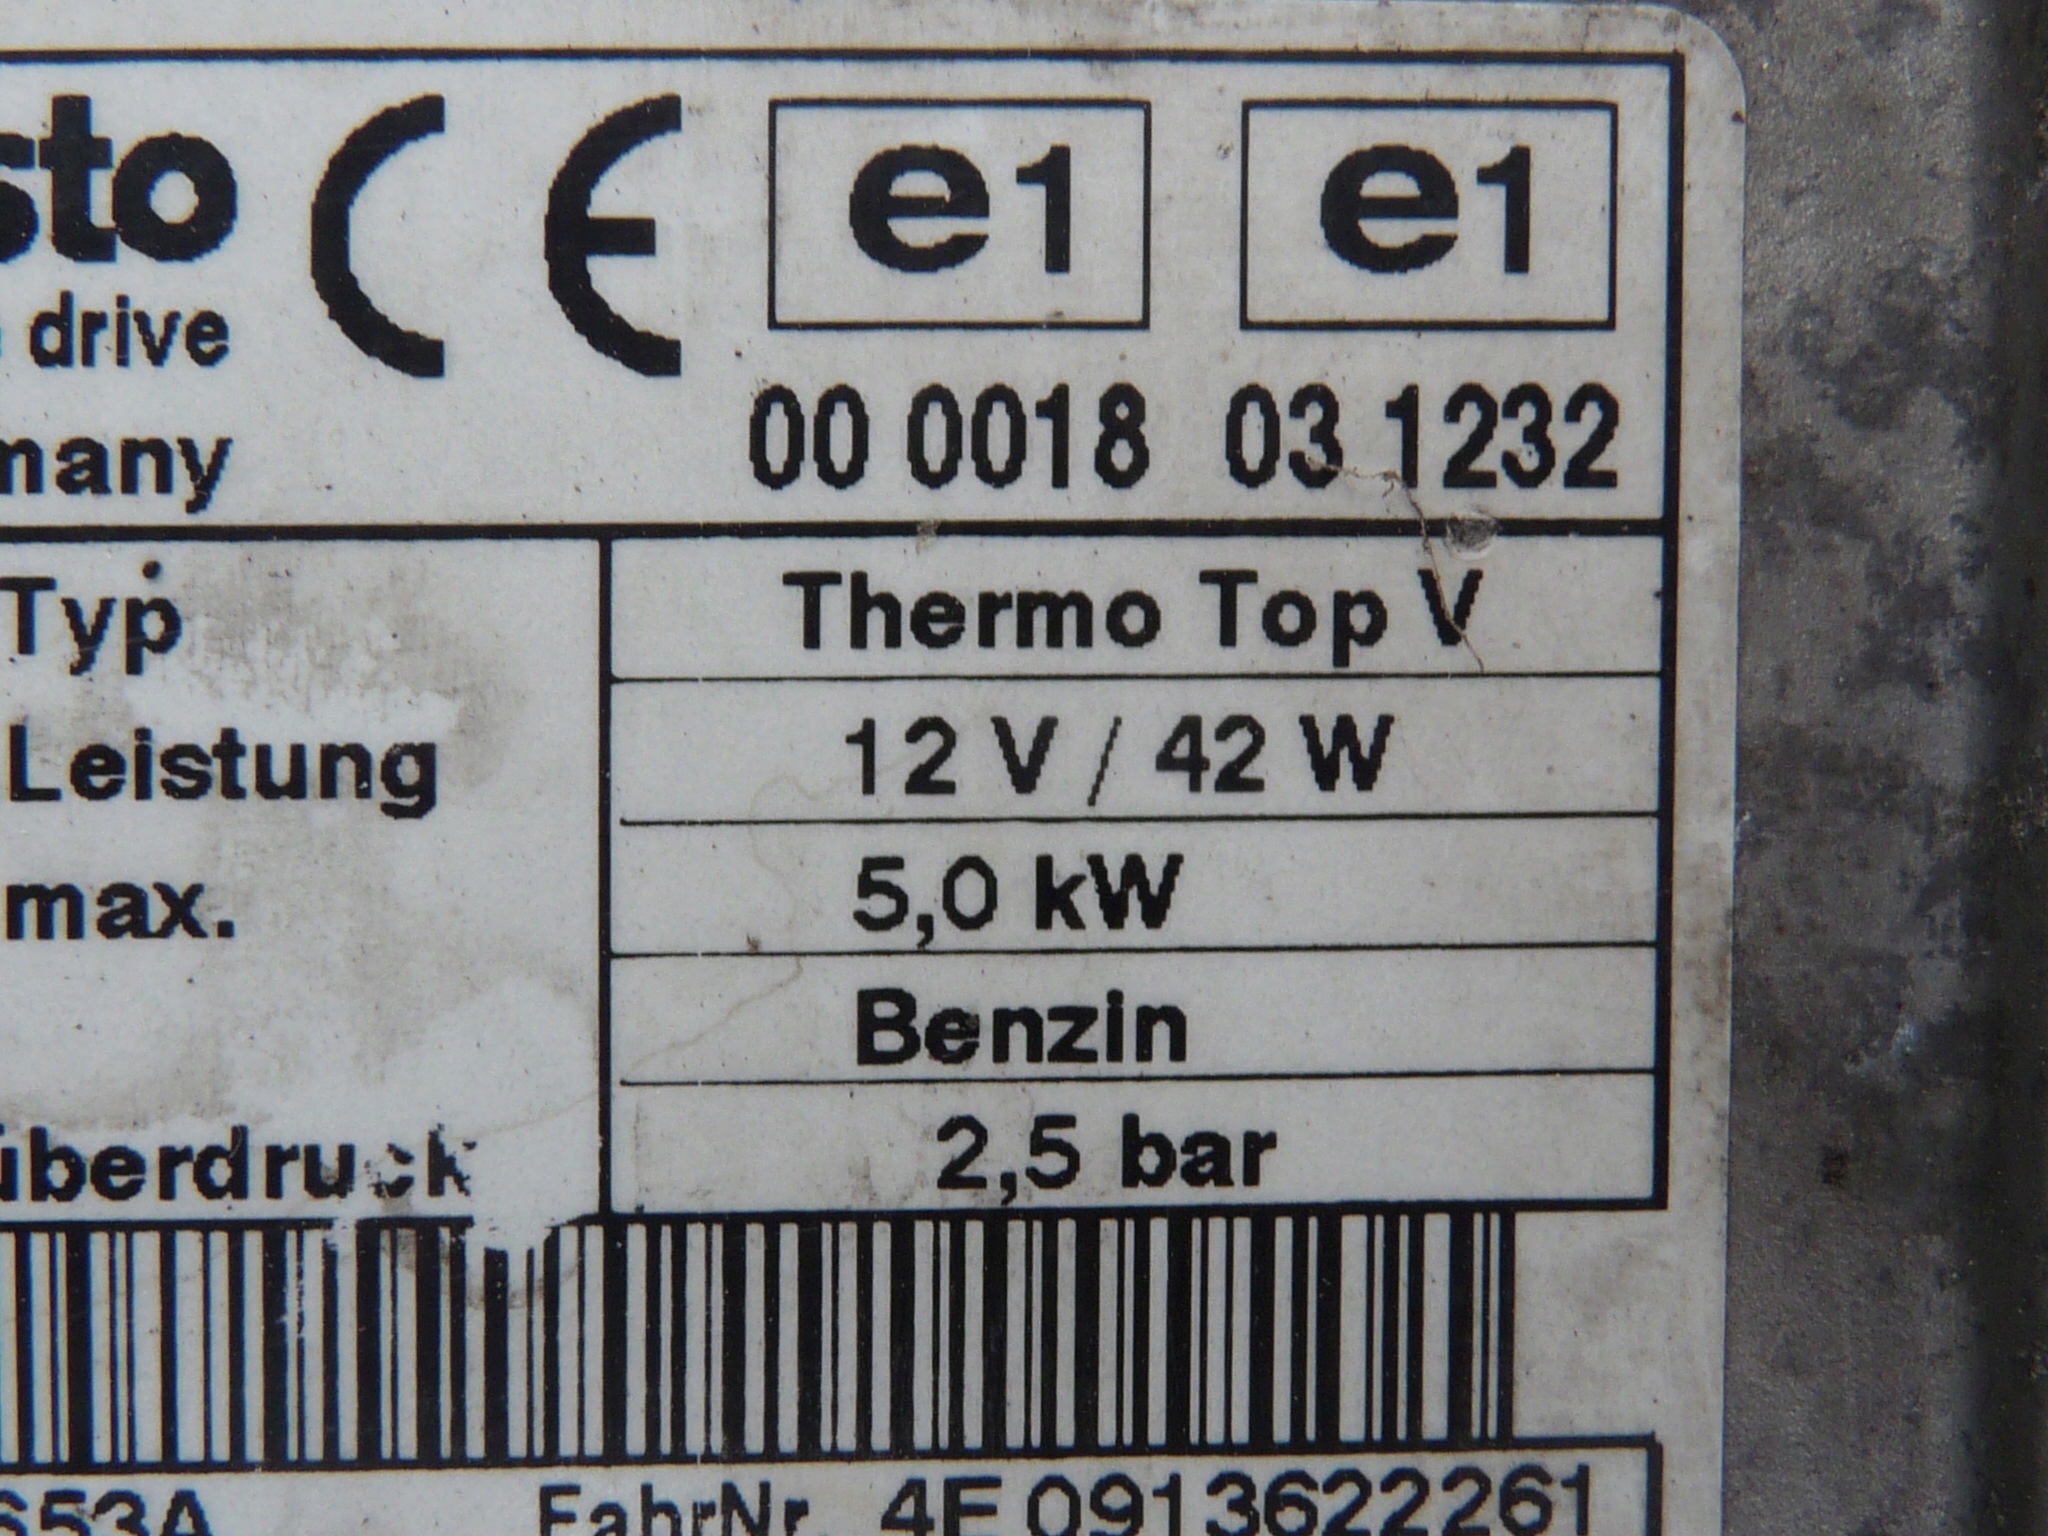 sto CE e1 e1
drive
many 00 0018 03 1232
Typ Thermo Top V
Leistung 12 V / 42 W
max. 5,0 kW
Benzin
überdruck 2,5 bar
653A FahrNr. 4E 0913622261